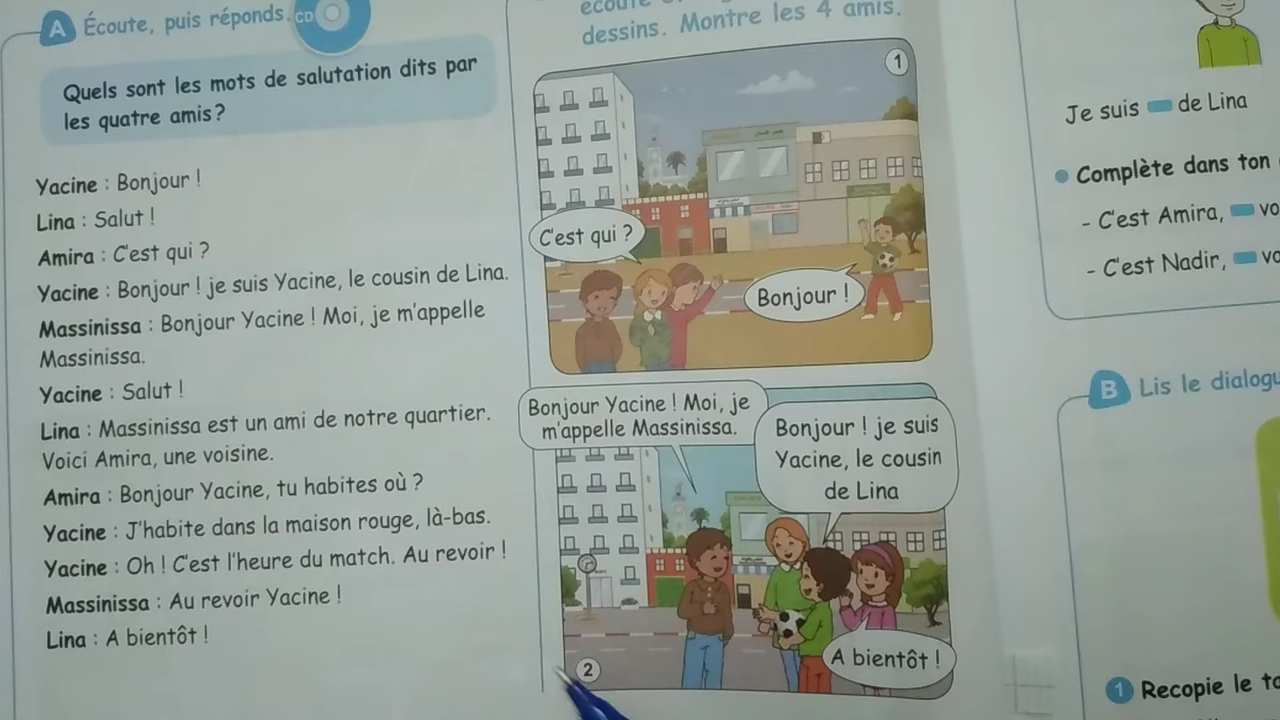 A Écoute, puis réponds. CD
Quels sont les mots de salutation dits par
les quatre amis ?
Yacine : Bonjour !
Lina : Salut !
Amira : C'est qui ?
Yacine : Bonjour ! je suis Yacine, le cousin de Lina.
Massinissa : Bonjour Yacine ! Moi, je m'appelle
Massinissa.
Yacine : Salut !
Lina : Massinissa est un ami de notre quartier.
Voici Amira, une voisine.
Amira : Bonjour Yacine, tu habites où ?
Yacine : J'habite dans la maison rouge, là-bas.
Yacine : Oh ! C'est l'heure du match. Au revoir !
Massinissa : Au revoir Yacine !
Lina : A bientôt !
dessins. Montre les 4 amis.
1
C'est qui ?
Bonjour !
Bonjour Yacine ! Moi, je
m'appelle Massinissa.
Bonjour ! je suis
Yacine, le cousin
de Lina
A bientôt !
2
Je suis de Lina
Complète dans ton
- C'est Amira, vo
- C'est Nadir, vo
B Lis le dialogu
1 Recopie le